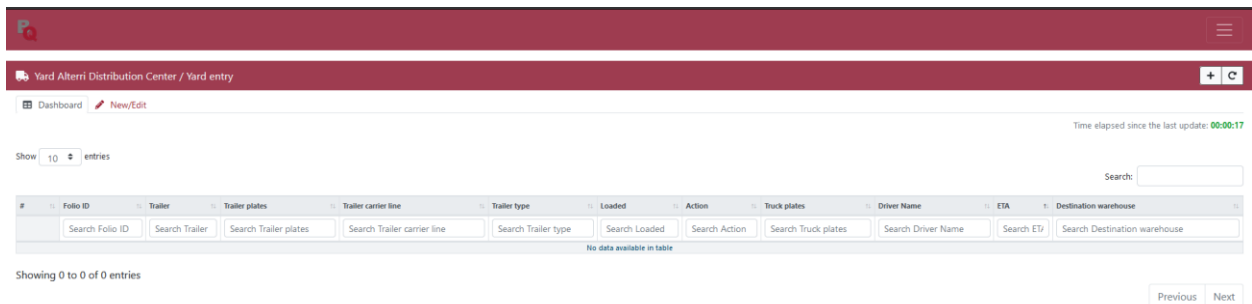 PQ
Yard Alterri Distribution Center / Yard entry
Dashboard New/Edit
Time elapsed since the last update: 00:00:17
Show 10 entries
Search:
# Folio ID Trailer Trailer plates Trailer carrier line Trailer type Loaded Action Truck plates Driver Name ETA Destination warehouse
Search Folio ID Search Trailer Search Trailer plates Search Trailer carrier line Search Trailer type Search Loaded Search Action Search Truck plates Search Driver Name Search ET Search Destination warehouse
No data available in table
Showing 0 to 0 of 0 entries
Previous Next